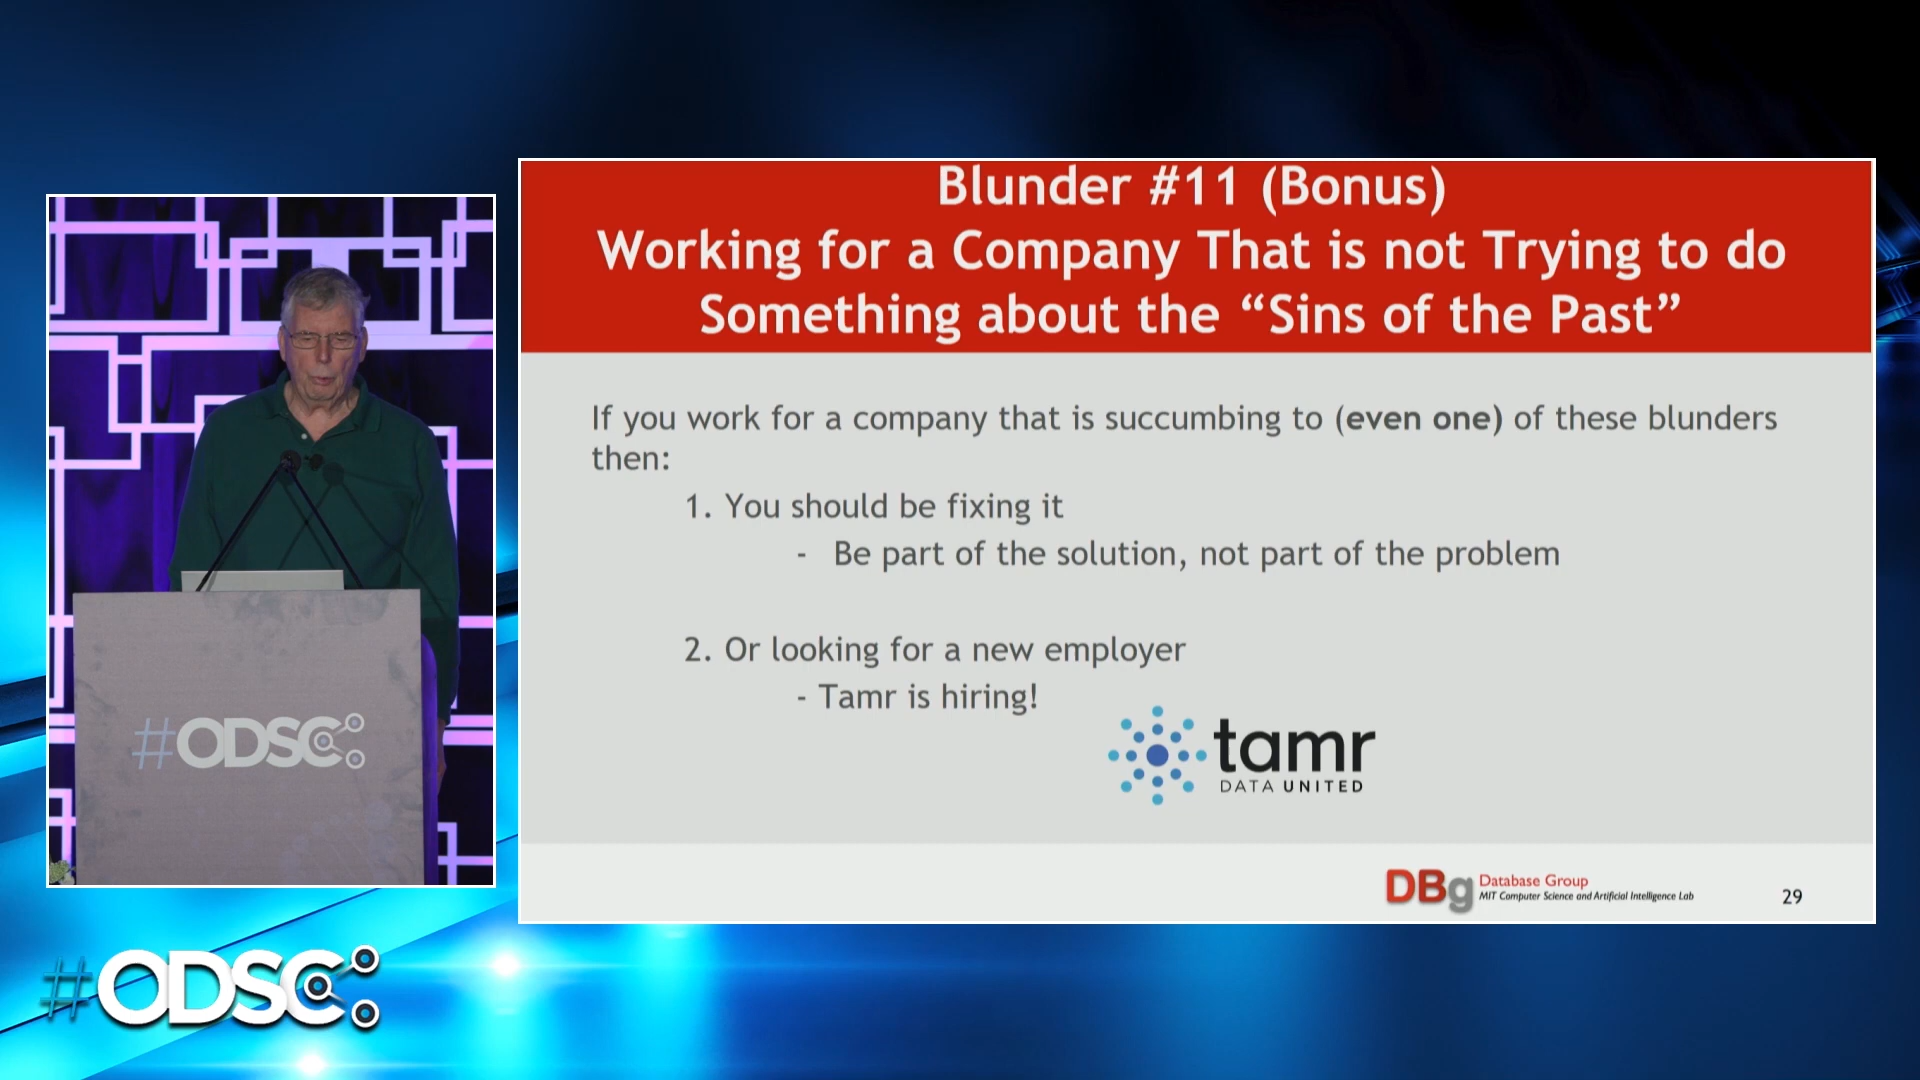 Blunder #11 (Bonus)
Working for a Company That is not Trying to do
Something about the “Sins of the Past”
If you work for a company that is succumbing to (even one) of these blunders
then:
1. You should be fixing it
- Be part of the solution, not part of the problem
2. Or looking for a new employer
- Tamr is hiring!
tamr
DATA UNITED
DBg Database Group
MIT Computer Science and Artificial Intelligence Lab
29
#ODSC
#ODSC